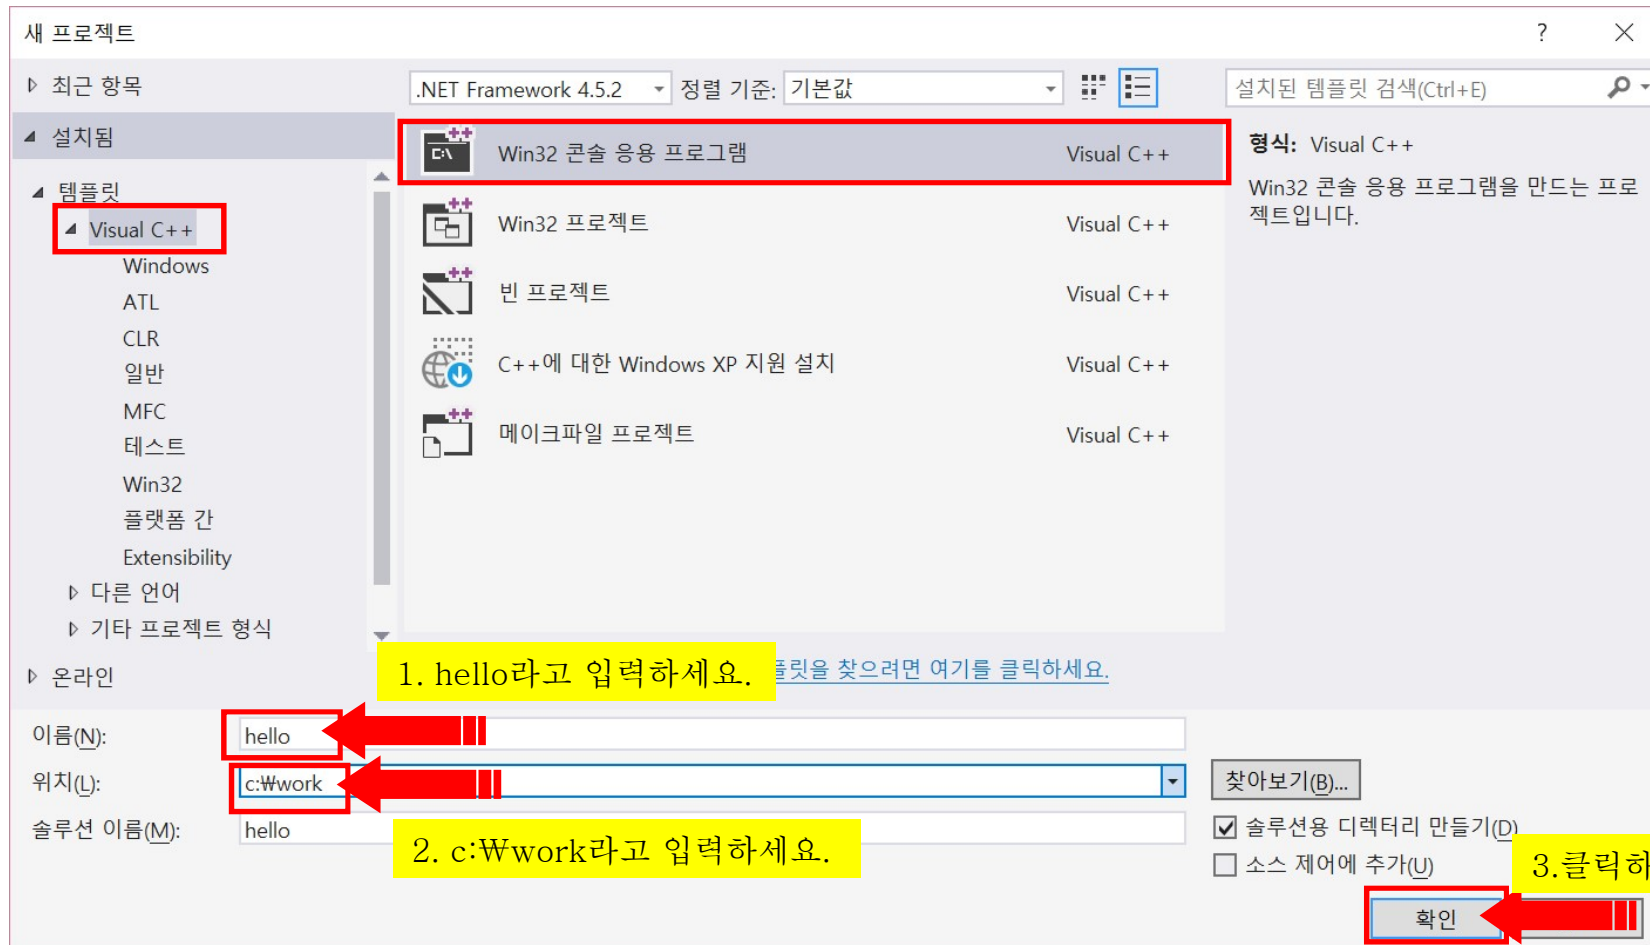 새 프로젝트
?
최근 항목
.NET Framework 4.5.2
정렬 기준:
기본값
설치된 템플릿 검색(Ctrl+E)
설치됨
템플릿
Visual C++
Windows
ATL
CLR
일반
MFC
테스트
Win32
플랫폼 간
Extensibility
다른 언어
기타 프로젝트 형식
온라인
C:\
Win32 콘솔 응용 프로그램 Visual C++
Win32 프로젝트 Visual C++
빈 프로젝트 Visual C++
C++에 대한 Windows XP 지원 설치 Visual C++
메이크파일 프로젝트 Visual C++
형식: Visual C++
Win32 콘솔 응용 프로그램을 만드는 프로
젝트입니다.
1. hello라고 입력하세요.
찾으려면 여기를 클릭하세요.
이름(N): hello
위치(L): c:₩work
찾아보기(B)...
솔루션 이름(M): hello
2. c:₩work라고 입력하세요.
솔루션용 디렉터리 만들기(D)
소스 제어에 추가(U)
3.클릭하
확인